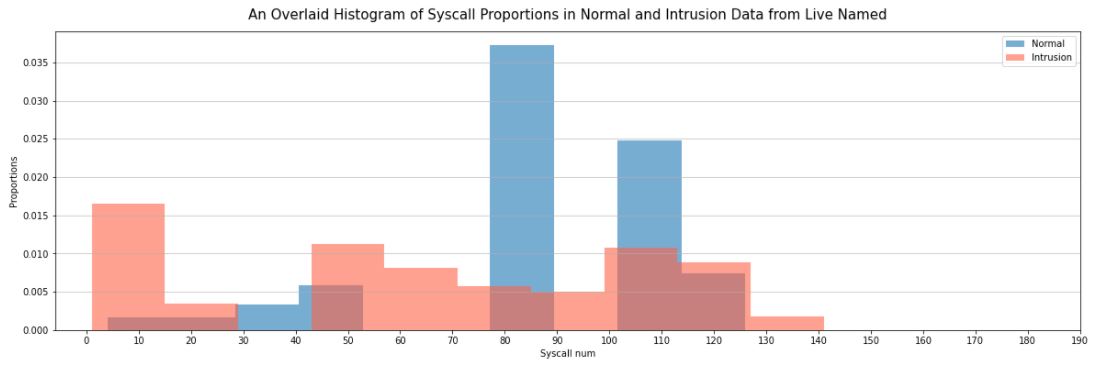 An Overlaid Histogram of Syscall Proportions in Normal and Intrusion Data from Live Named
Normal
Intrusion
0.035
0.030
0.025
0.020
0.015
0.010
0.005
0.000
Proportions
0 10 20 30 40 50 60 70 80 90 100 110 120 130 140 150 160 170 180 190
Syscall num